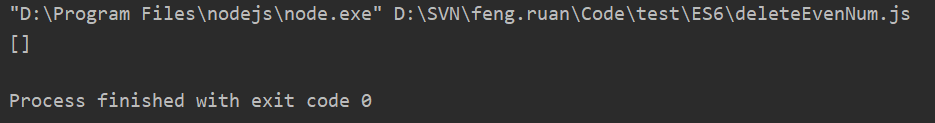 "D:\Program Files\nodejs\node.exe" D:\SVN\feng.ruan\Code\test\ES6\deleteEvenNum.js
[]
Process finished with exit code 0